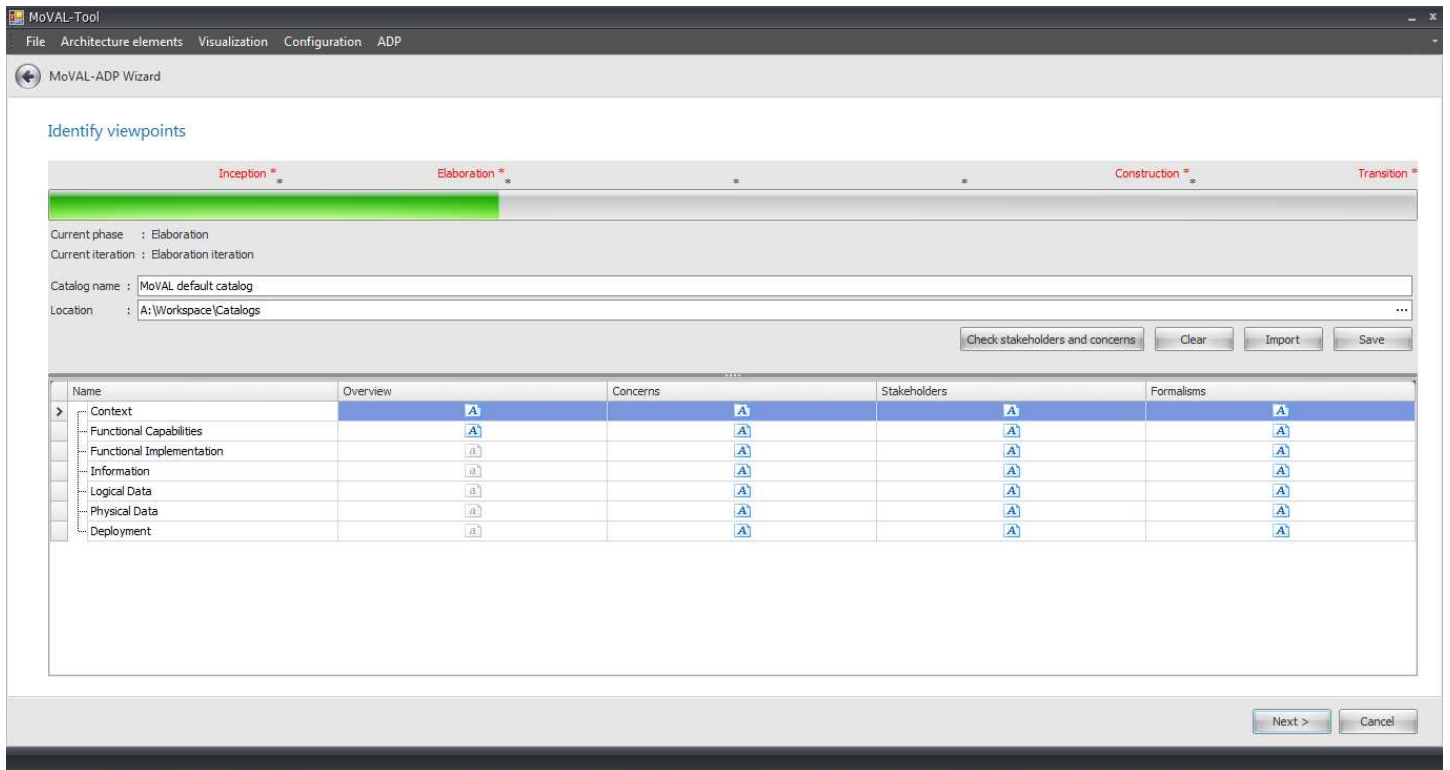 MoVAL-Tool
File Architecture elements Visualization Configuration ADP
MoVAL-ADP Wizard
Identify viewpoints
Inception * Elaboration * Construction * Transition *
* * * * *
Current phase : Elaboration
Current iteration : Elaboration iteration
Catalog name : MoVAL default catalog
Location : A:\Workspace\Catalogs ...
Check stakeholders and concerns Clear Import Save
Name Overview Concerns Stakeholders Formalisms
Context A A A A
Functional Capabilities A A A A
Functional Implementation a A A A
Information a A A A
Logical Data a A A A
Physical Data a A A A
Deployment a A A A
Next > Cancel